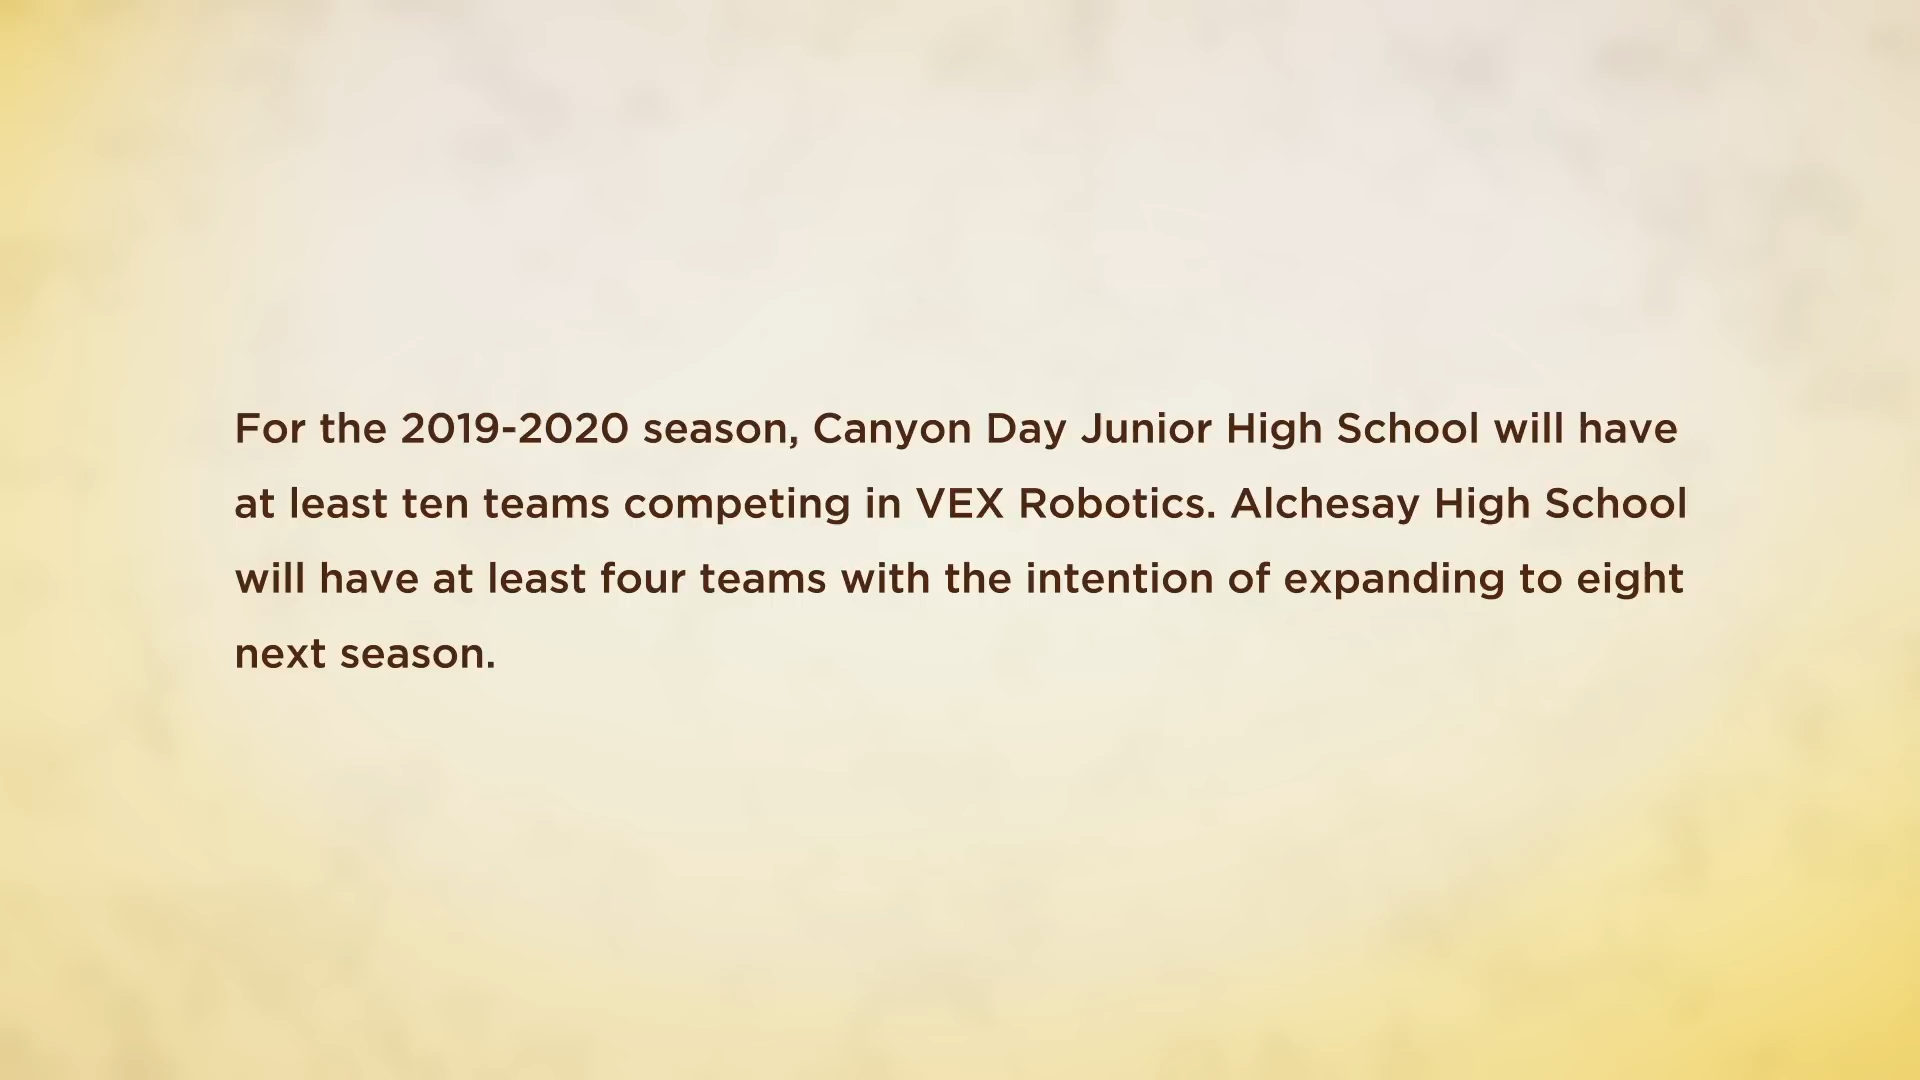 For the 2019-2020 season, Canyon Day Junior High School will have
at least ten teams competing in VEX Robotics. Alchesay High School
will have at least four teams with the intention of expanding to eight
next season.